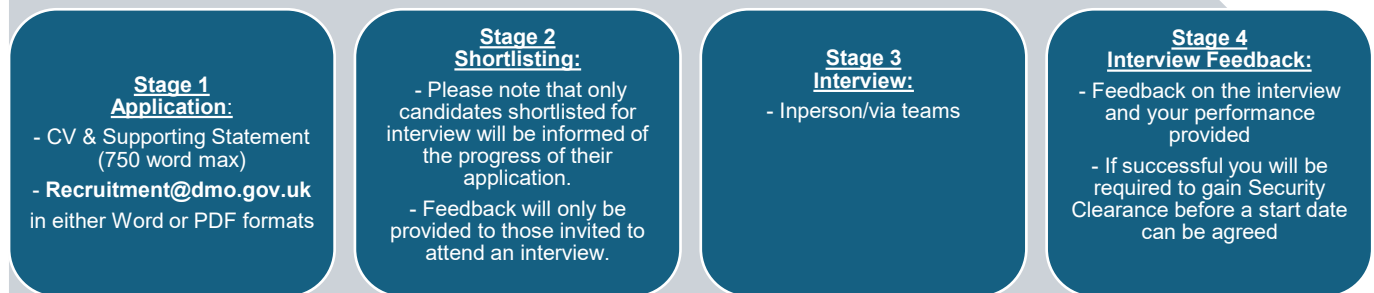 Stage 1
Application:
- CV & Supporting Statement
(750 word max)
- Recruitment@dmo.gov.uk
in either Word or PDF formats
Stage 2
Shortlisting:
- Please note that only
candidates shortlisted for
interview will be informed of
the progress of their
application.
- Feedback will only be
provided to those invited to
attend an interview.
Stage 3
Interview:
- Inperson/via teams
Stage 4
Interview Feedback:
- Feedback on the interview
and your performance
provided
- If successful you will be
required to gain Security
Clearance before a start date
can be agreed